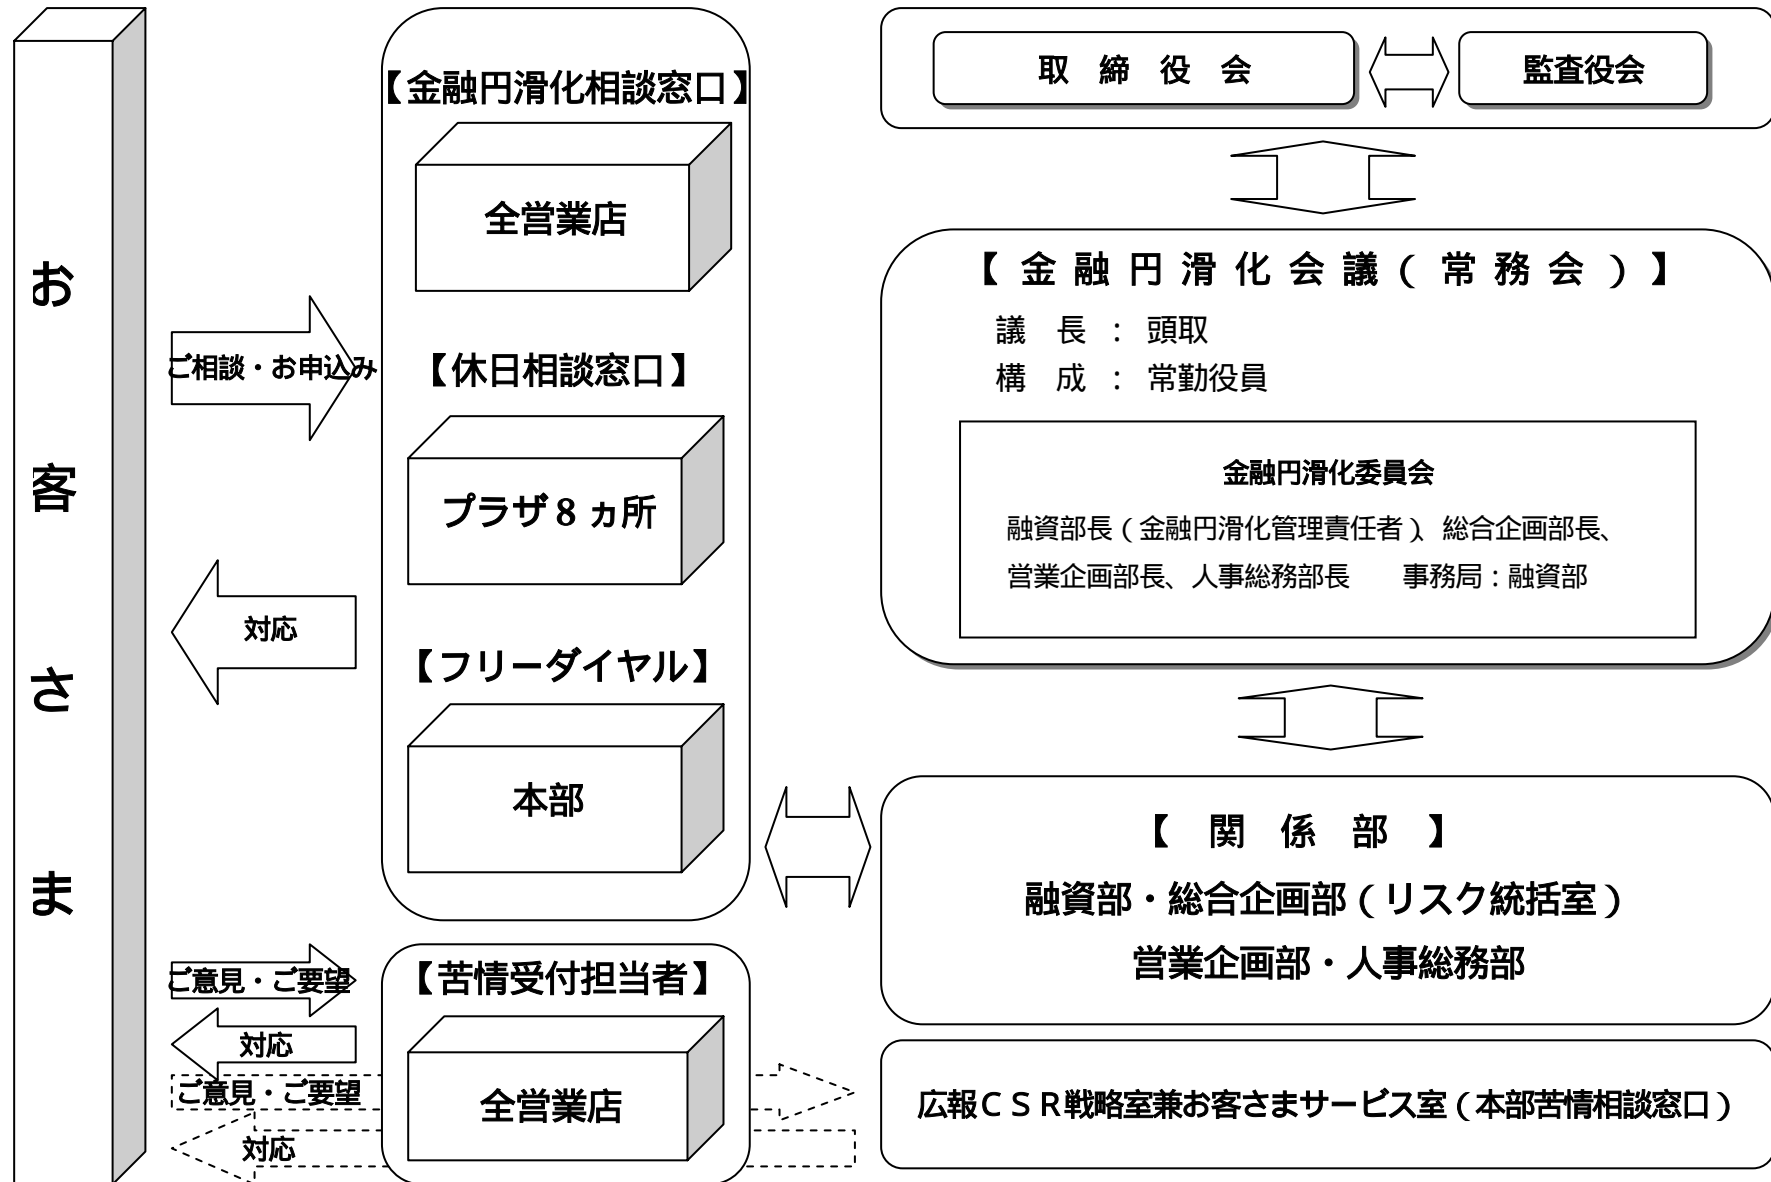 お客さま
ご相談・お申込み
対応
ご意見・ご要望
対応
ご意見・ご要望
対応
【金融円滑化相談窓口】
全営業店
【休日相談窓口】
プラザ8ヵ所
【フリーダイヤル】
本部
【苦情受付担当者】
全営業店
取 締 役 会
監査役会
【 金 融 円 滑 化 会 議 ( 常 務 会 ) 】
議 長 : 頭取
構 成 : 常勤役員
金融円滑化委員会
融資部長(金融円滑化管理責任者)、総合企画部長、
営業企画部長、人事総務部長 事務局:融資部
【 関 係 部 】
融資部・総合企画部(リスク統括室)
営業企画部・人事総務部
広報CSR戦略室兼お客さまサービス室(本部苦情相談窓口)